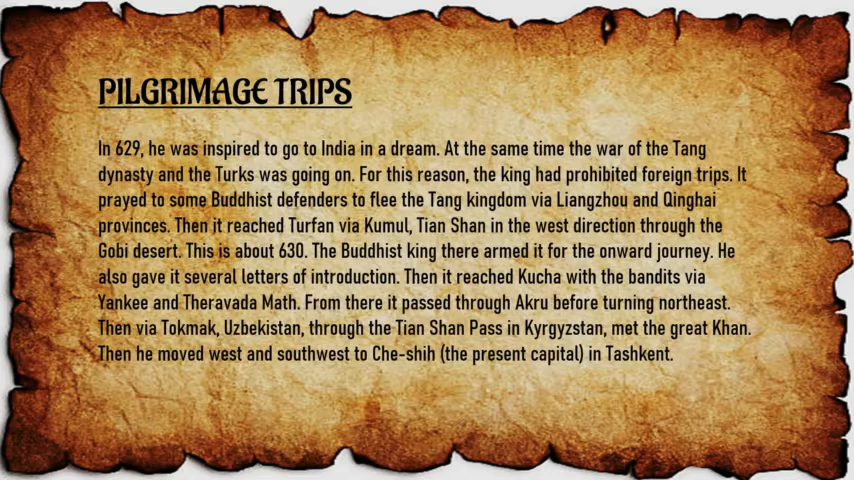 PILGRIMAGE TRIPS
In 629, he was inspired to go to India in a dream. At the same time the war of the Tang
dynasty and the Turks was going on. For this reason, the king had prohibited foreign trips. It
prayed to some Buddhist defenders to flee the Tang kingdom via Liangzhou and Qinghai
provinces. Then it reached Turfan via Kumul, Tian Shan in the west direction through the
Gobi desert. This is about 630. The Buddhist king there armed it for the onward journey. He
also gave it several letters of introduction. Then it reached Kucha with the bandits via
Yankee and Theravada Math. From there it passed through Akru before turning northeast.
Then via Tokmak, Uzbekistan, through the Tian Shan Pass in Kyrgyzstan, met the great Khan.
Then he moved west and southwest to Che-shih (the present capital) in Tashkent.